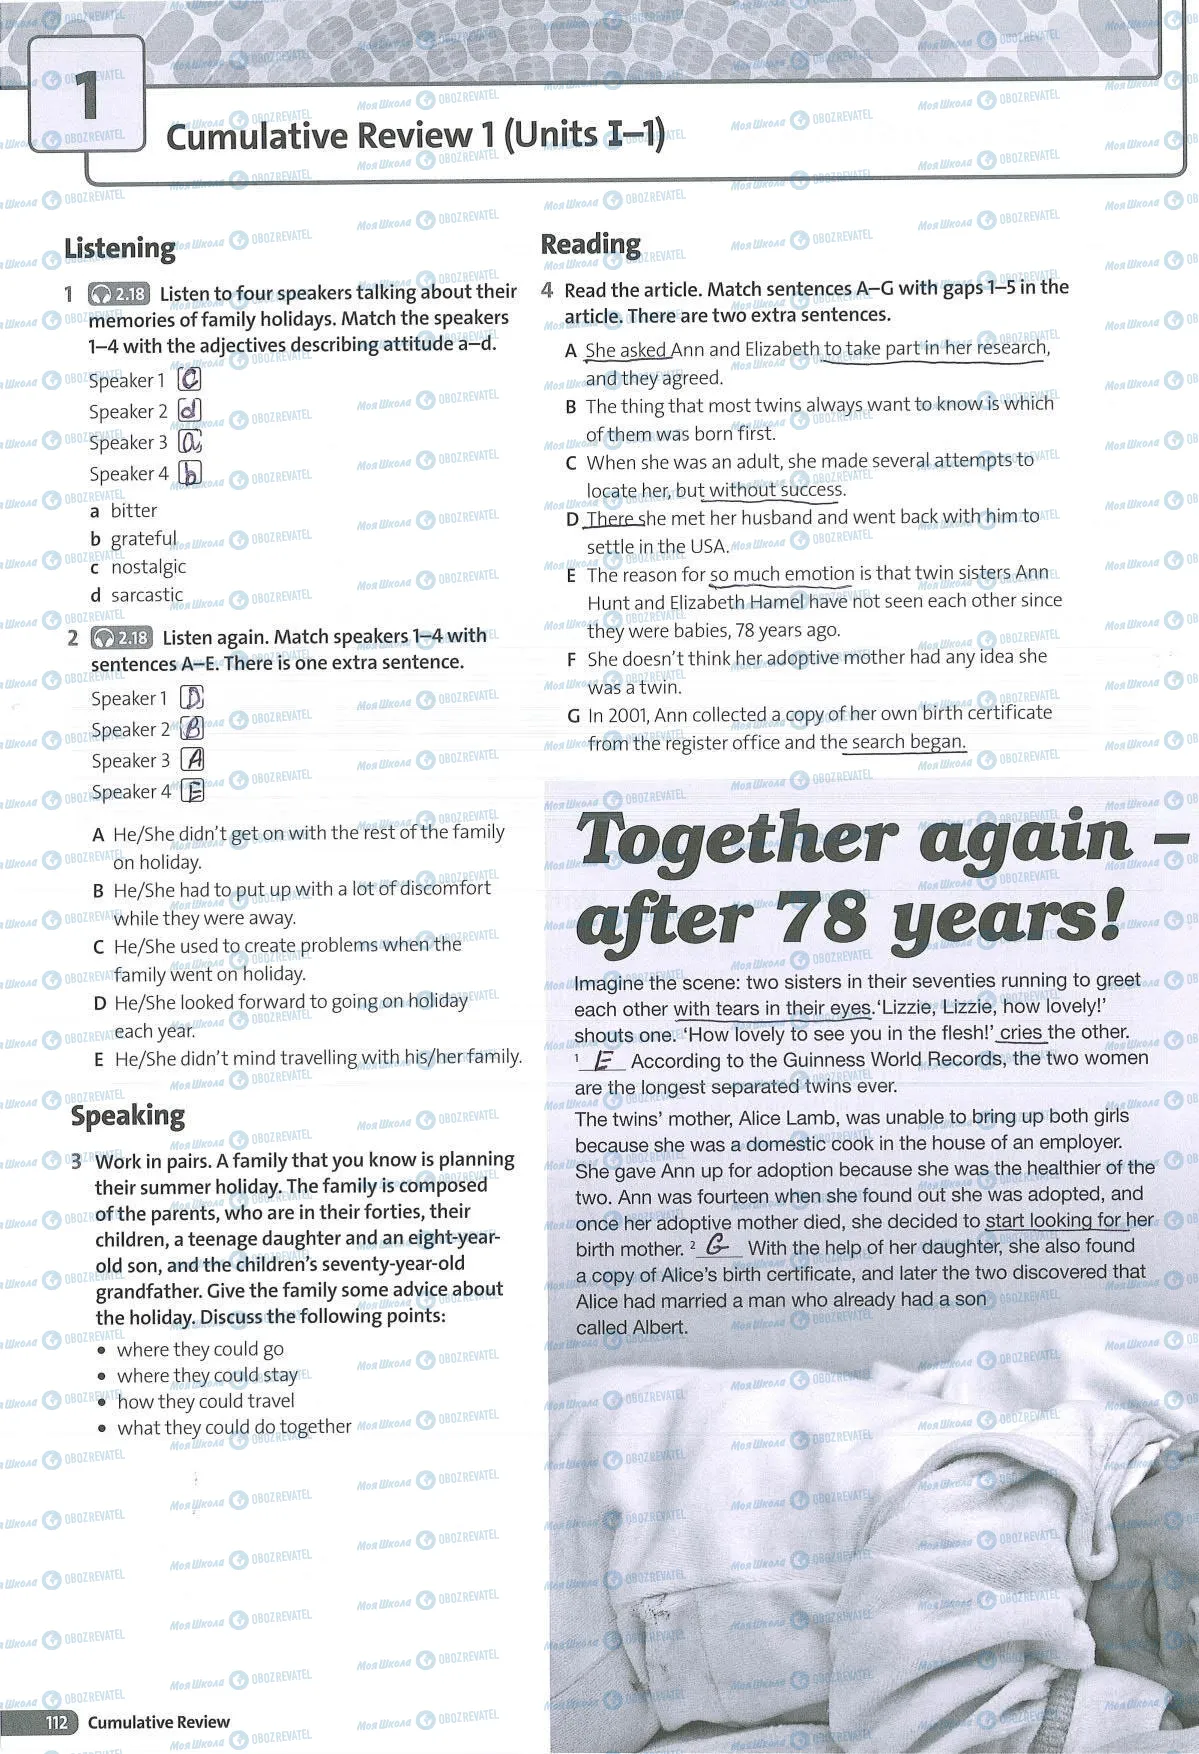 1
Cumulative Review 1 (Units I–1)
Listening
1 2.18 Listen to four speakers talking about their
memories of family holidays. Match the speakers
1–4 with the adjectives describing attitude a–d.
Speaker 1 C
Speaker 2 d
Speaker 3 a
Speaker 4 b
a bitter
b grateful
c nostalgic
d sarcastic
2 2.18 Listen again. Match speakers 1–4 with
sentences A–E. There is one extra sentence.
Speaker 1 D
Speaker 2 B
Speaker 3 A
Speaker 4 E
A He/She didn't get on with the rest of the family
on holiday.
B He/She had to put up with a lot of discomfort
while they were away.
C He/She used to create problems when the
family went on holiday.
D He/She looked forward to going on holiday
each year.
E He/She didn't mind travelling with his/her family.
Speaking
3 Work in pairs. A family that you know is planning
their summer holiday. The family is composed
of the parents, who are in their forties, their
children, a teenage daughter and an eight-year-
old son, and the children's seventy-year-old
grandfather. Give the family some advice about
the holiday. Discuss the following points:
• where they could go
• where they could stay
• how they could travel
• what they could do together
Reading
4 Read the article. Match sentences A–G with gaps 1–5 in the
article. There are two extra sentences.
A She asked Ann and Elizabeth to take part in her research,
and they agreed.
B The thing that most twins always want to know is which
of them was born first.
C When she was an adult, she made several attempts to
locate her, but without success.
D There she met her husband and went back with him to
settle in the USA.
E The reason for so much emotion is that twin sisters Ann
Hunt and Elizabeth Hamel have not seen each other since
they were babies, 78 years ago.
F She doesn't think her adoptive mother had any idea she
was a twin.
G In 2001, Ann collected a copy of her own birth certificate
from the register office and the search began.
Together again –
after 78 years!
Imagine the scene: two sisters in their seventies running to greet
each other with tears in their eyes. 'Lizzie, Lizzie, how lovely!'
shouts one. 'How lovely to see you in the flesh!' cries the other.
1 E According to the Guinness World Records, the two women
are the longest separated twins ever.
The twins' mother, Alice Lamb, was unable to bring up both girls
because she was a domestic cook in the house of an employer.
She gave Ann up for adoption because she was the healthier of the
two. Ann was fourteen when she found out she was adopted, and
once her adoptive mother died, she decided to start looking for her
birth mother. 2 G With the help of her daughter, she also found
a copy of Alice's birth certificate, and later the two discovered that
Alice had married a man who already had a son
called Albert.
112 Cumulative Review
Моя Школа OBOZREVATEL